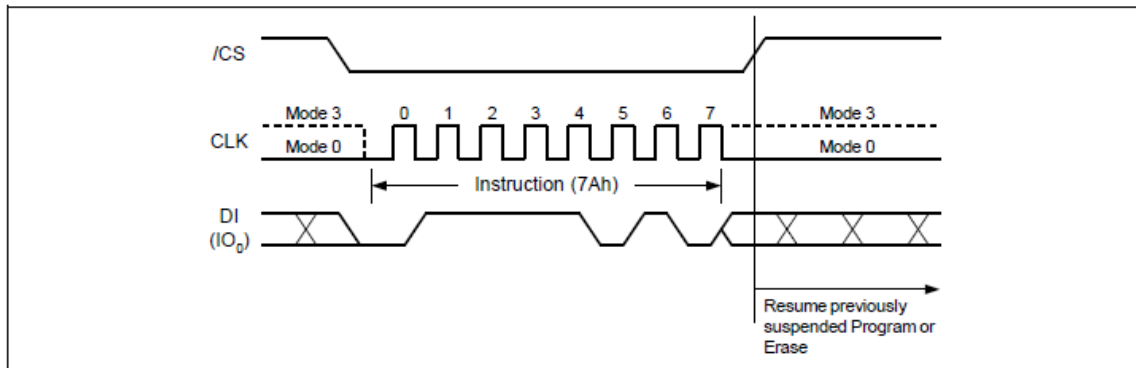 /CS
Mode 3 0 1 2 3 4 5 6 7 Mode 3
CLK
Mode 0 Mode 0
Instruction (7Ah)
DI
(IO0)
Resume previously
suspended Program or
Erase